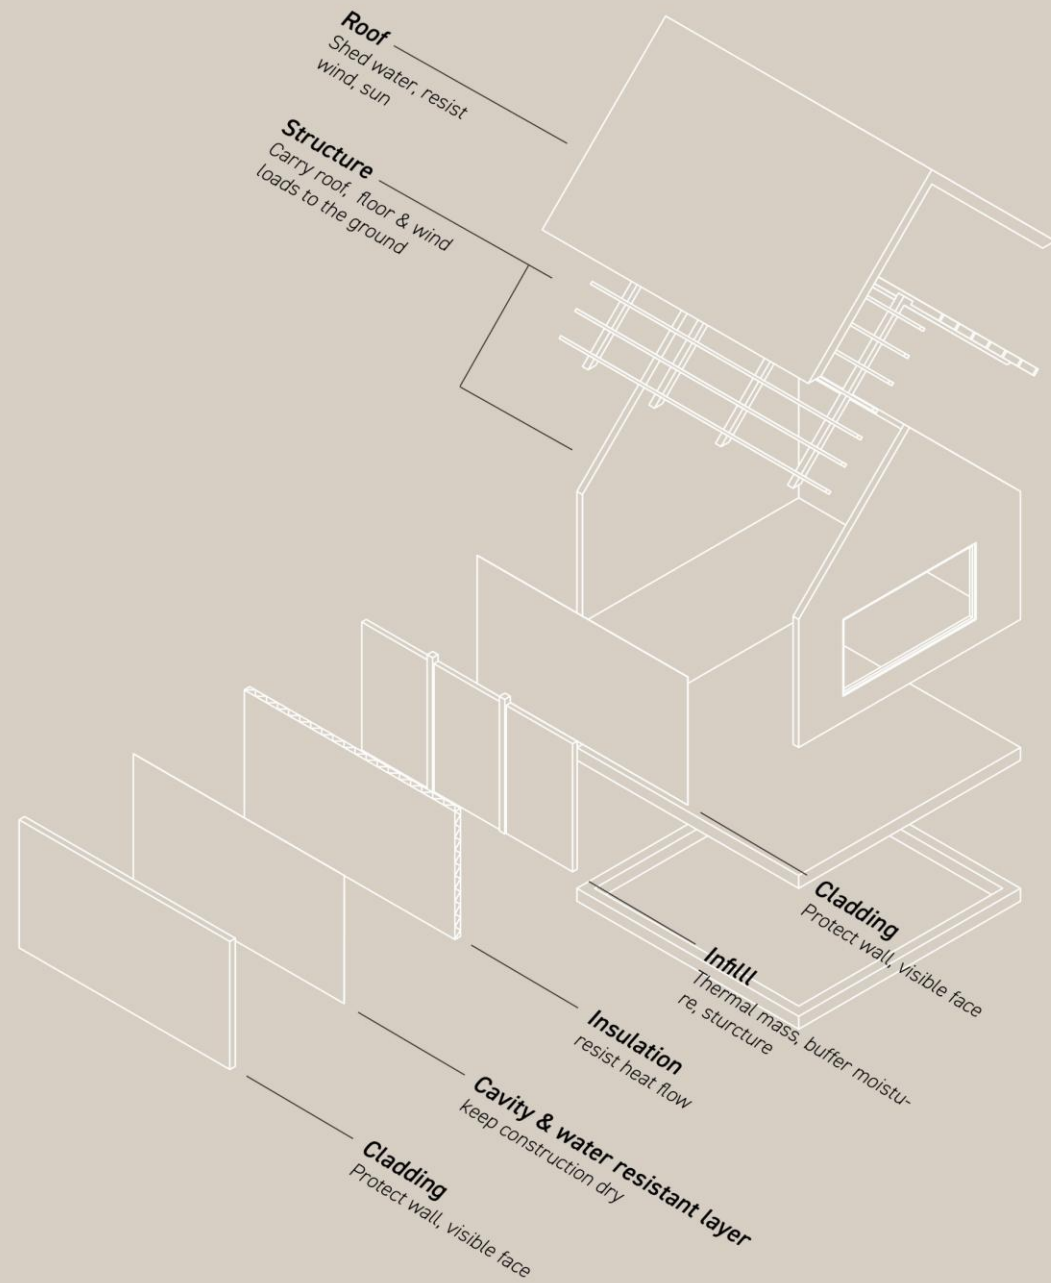 Roof
Shed water, resist
wind, sun
Structure
Carry roof, floor & wind
loads to the ground
Cladding
Protect wall, visible face
Infilll
Thermal mass, buffer moistu-
re, sturcture
Insulation
resist heat flow
Cavity & water resistant layer
keep construction dry
Cladding
Protect wall, visible face